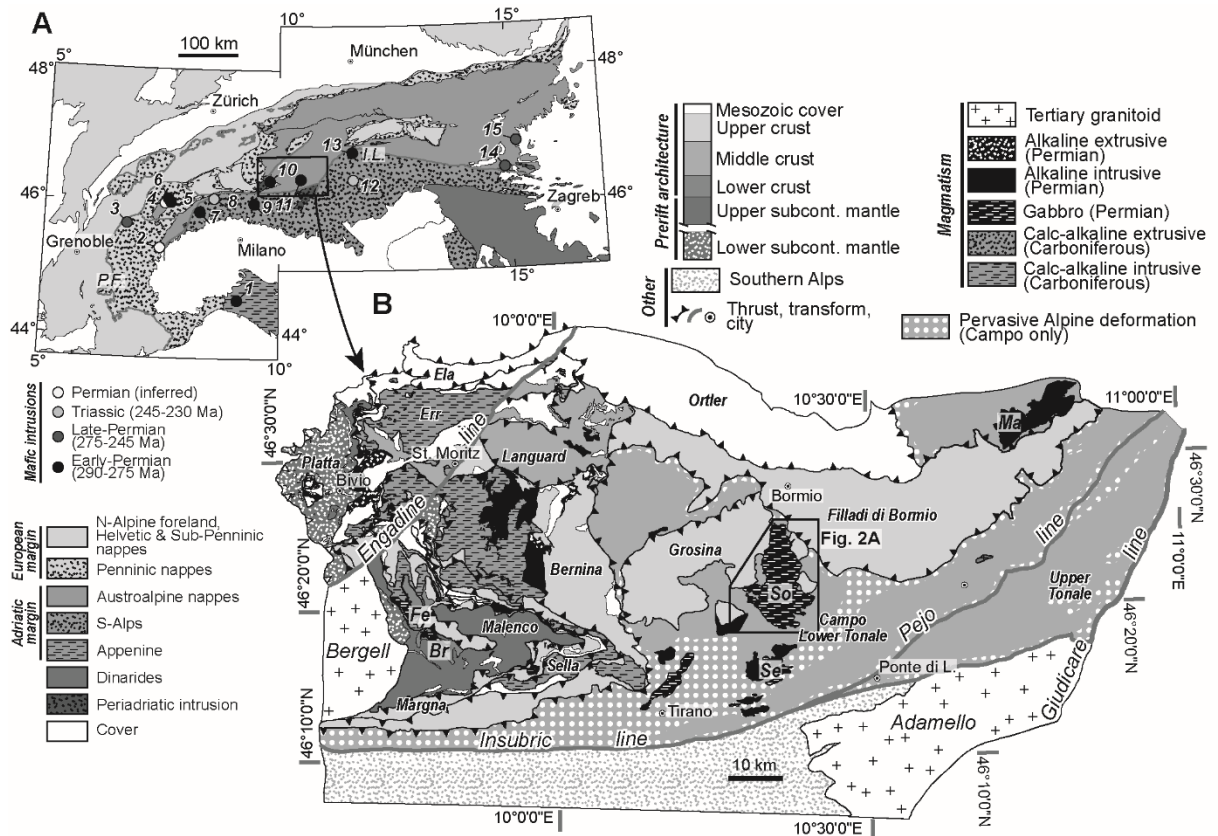 A
5°
10°
15°
100 km
München
48°
48°
Zürich
15
13
I.L.
14
6
10
46°
4
5
12
46°
3
8
11
9
7
Zagreb
2
Grenoble
Milano
15°
P.F.
1
44°
44°
5°
10°
Mafic intrusions
Permian (inferred)
Triassic (245-230 Ma)
Late-Permian
(275-245 Ma)
Early-Permian
(290-275 Ma)
European
margin
N-Alpine foreland,
Helvetic & Sub-Penninic
nappes
Penninic nappes
Adriatic
margin
Austroalpine nappes
S-Alps
Appenine
Dinarides
Periadriatic intrusion
Cover
Prerift architecture
Mesozoic cover
Upper crust
Middle crust
Lower crust
Upper subcont. mantle
Lower subcont. mantle
Other
Southern Alps
Thrust, transform,
city
Magmatism
Tertiary granitoid
Alkaline extrusive
(Permian)
Alkaline intrusive
(Permian)
Gabbro (Permian)
Calc-alkaline extrusive
(Carboniferous)
Calc-alkaline intrusive
(Carboniferous)
Pervasive Alpine deformation
(Campo only)
B
10°0'0"E
10°30'0"E
11°0'0"E
46°30'0"N
46°30'0"N
Ela
Ortler
Err
Ma
line
St. Moritz
Languard
Platta
Bivio
Bormio
Filladi di Bormio
Engadine
Fig. 2A
Grosina
line
line
11°0'0"E
46°20'0"N
Bernina
So
Upper
Tonale
Fe
Malenco
Campo
Lower Tonale
Pejo
46°20'0"N
Bergell
Br
Sella
Se
Ponte di L.
Giudicare
Margna
Tirano
46°10'0"N
Adamello
Insubric
line
10 km
46°10'0"N
10°0'0"E
10°30'0"E